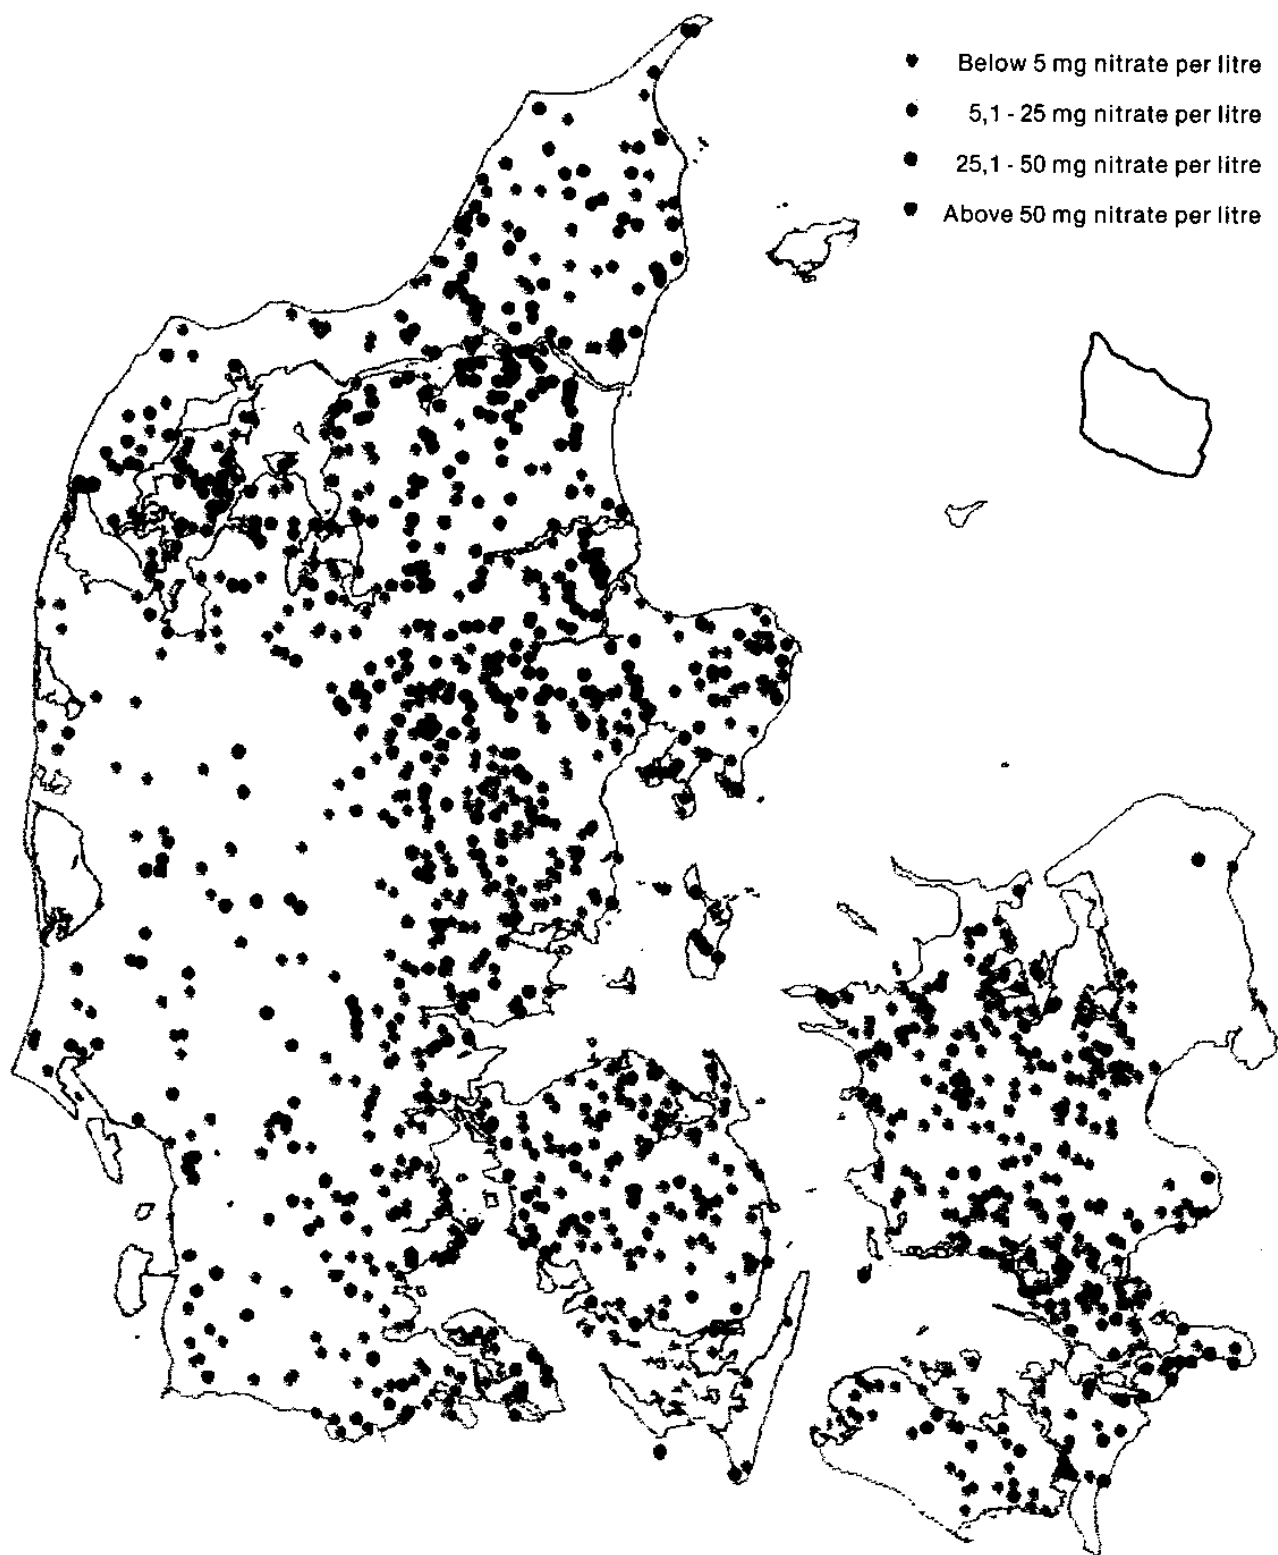 Below 5 mg nitrate per litre
5,1 - 25 mg nitrate per litre
25,1 - 50 mg nitrate per litre
Above 50 mg nitrate per litre